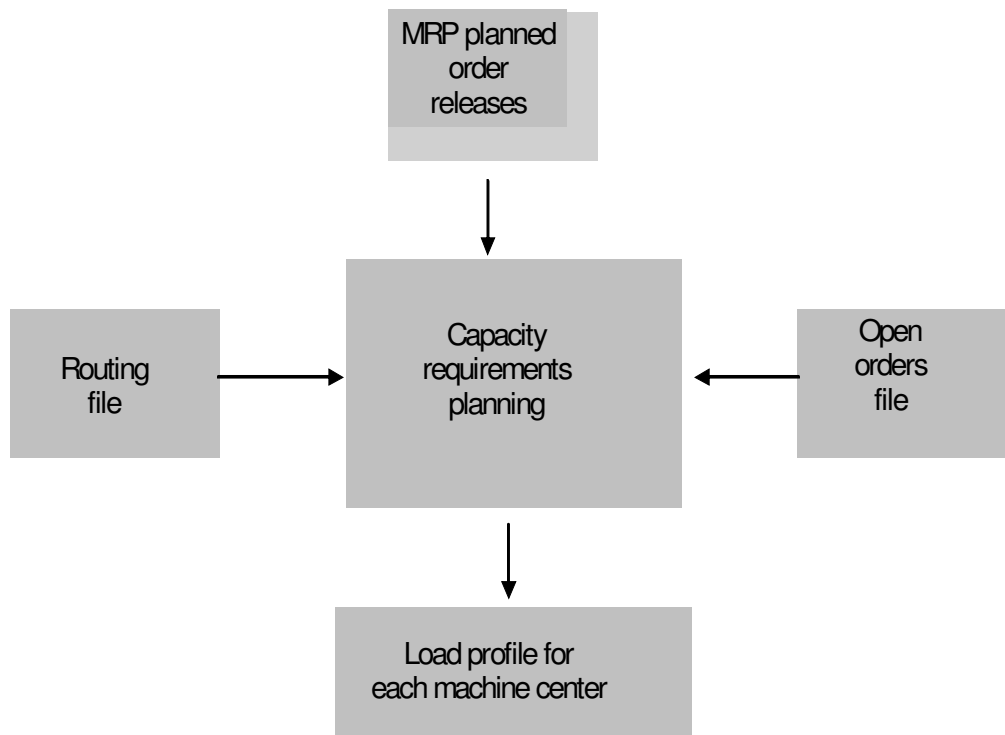 MRP planned
order
releases
Capacity
requirements
planning
Routing
file
Open
orders
file
Load profile for
each machine center